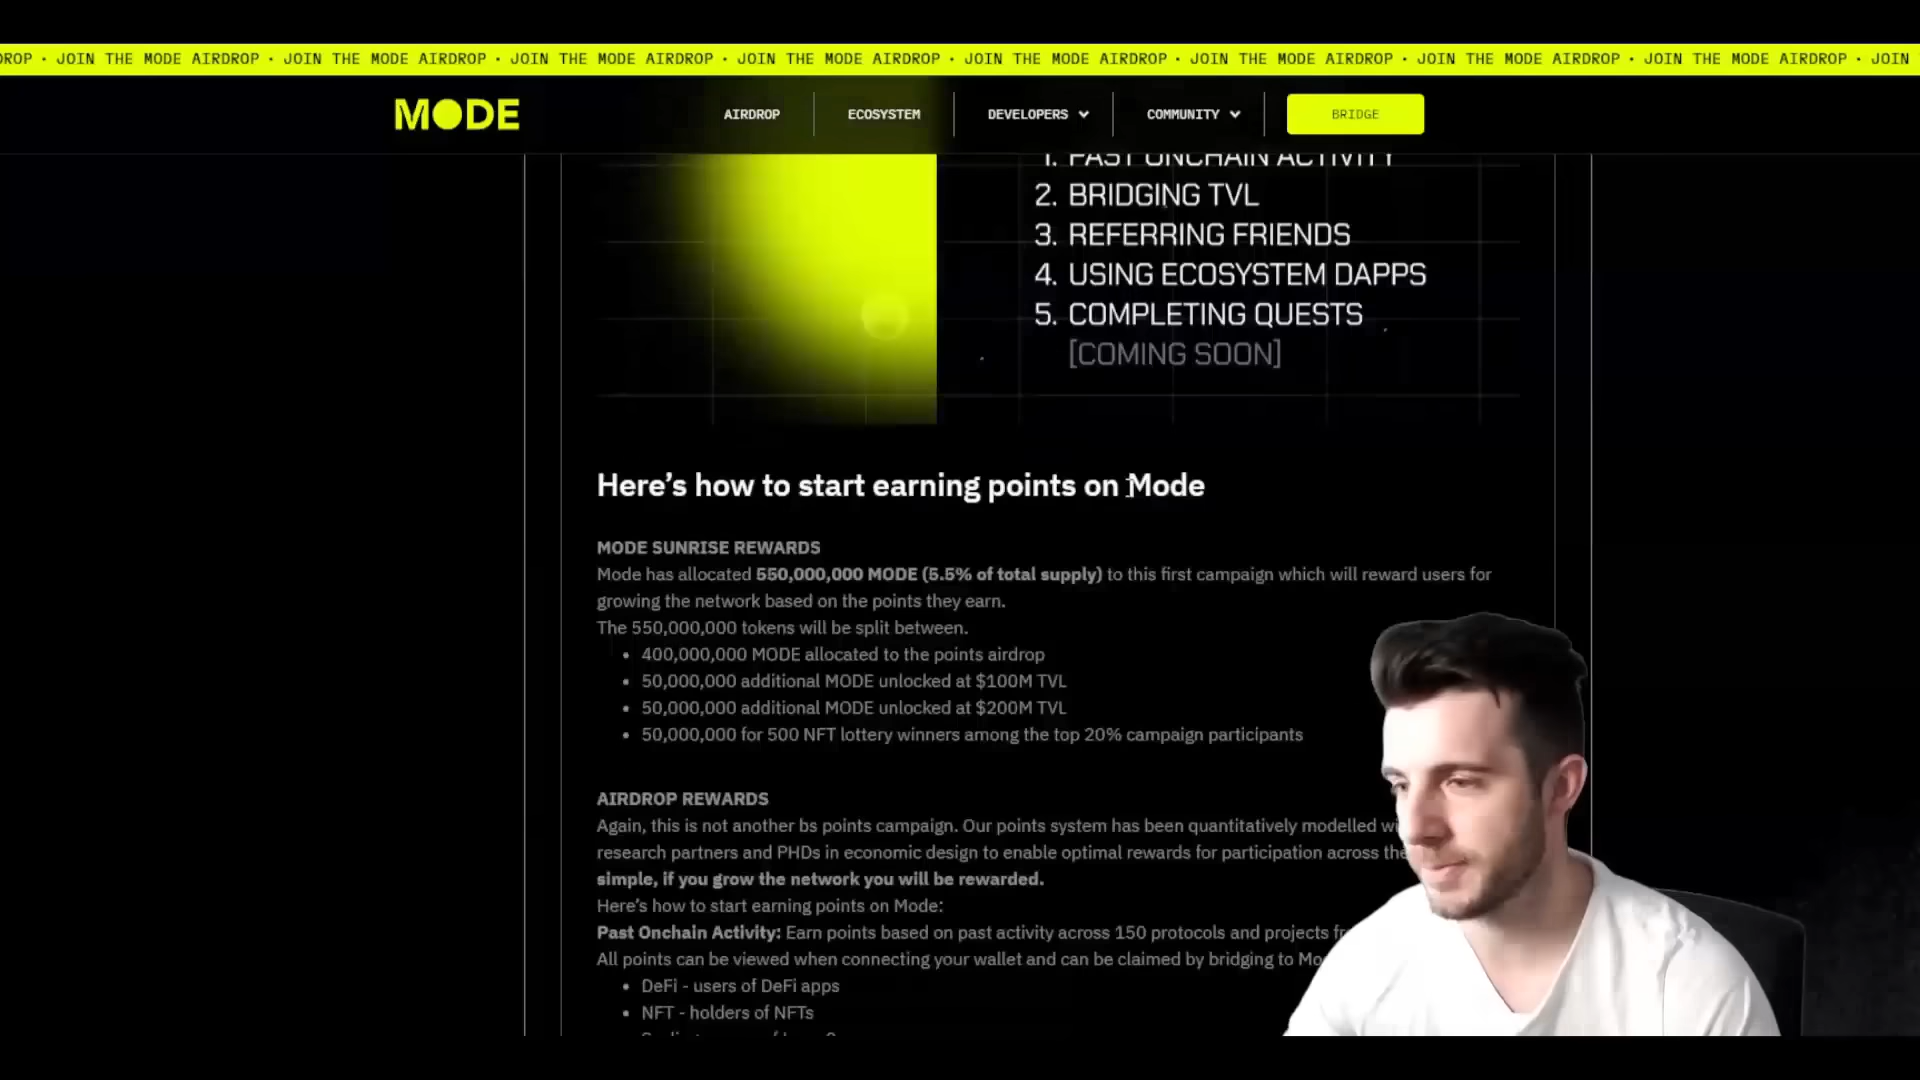 DROP · JOIN THE MODE AIRDROP · JOIN THE MODE AIRDROP · JOIN THE MODE AIRDROP · JOIN THE MODE AIRDROP · JOIN THE MODE AIRDROP · JOIN THE MODE AIRDROP · JOIN THE MODE AIRDROP · JOIN THE MODE AIRDROP · JOIN
MODE
AIRDROP
ECOSYSTEM
DEVELOPERS
COMMUNITY
BRIDGE
1. PAST ONCHAIN ACTIVITY
2. BRIDGING TVL
3. REFERRING FRIENDS
4. USING ECOSYSTEM DAPPS
5. COMPLETING QUESTS
[COMING SOON]
Here's how to start earning points on Mode
MODE SUNRISE REWARDS
Mode has allocated 550,000,000 MODE (5.5% of total supply) to this first campaign which will reward users for
growing the network based on the points they earn.
The 550,000,000 tokens will be split between.
• 400,000,000 MODE allocated to the points airdrop
• 50,000,000 additional MODE unlocked at $100M TVL
• 50,000,000 additional MODE unlocked at $200M TVL
• 50,000,000 for 500 NFT lottery winners among the top 20% campaign participants
AIRDROP REWARDS
Again, this is not another bs points campaign. Our points system has been quantitatively modelled
research partners and PHDs in economic design to enable optimal rewards for participation across
simple, if you grow the network you will be rewarded.
Here's how to start earning points on Mode:
Past Onchain Activity: Earn points based on past activity across 150 protocols and projects
All points can be viewed when connecting your wallet and can be claimed by bridging to
• DeFi - users of DeFi apps
• NFT - holders of NFTs